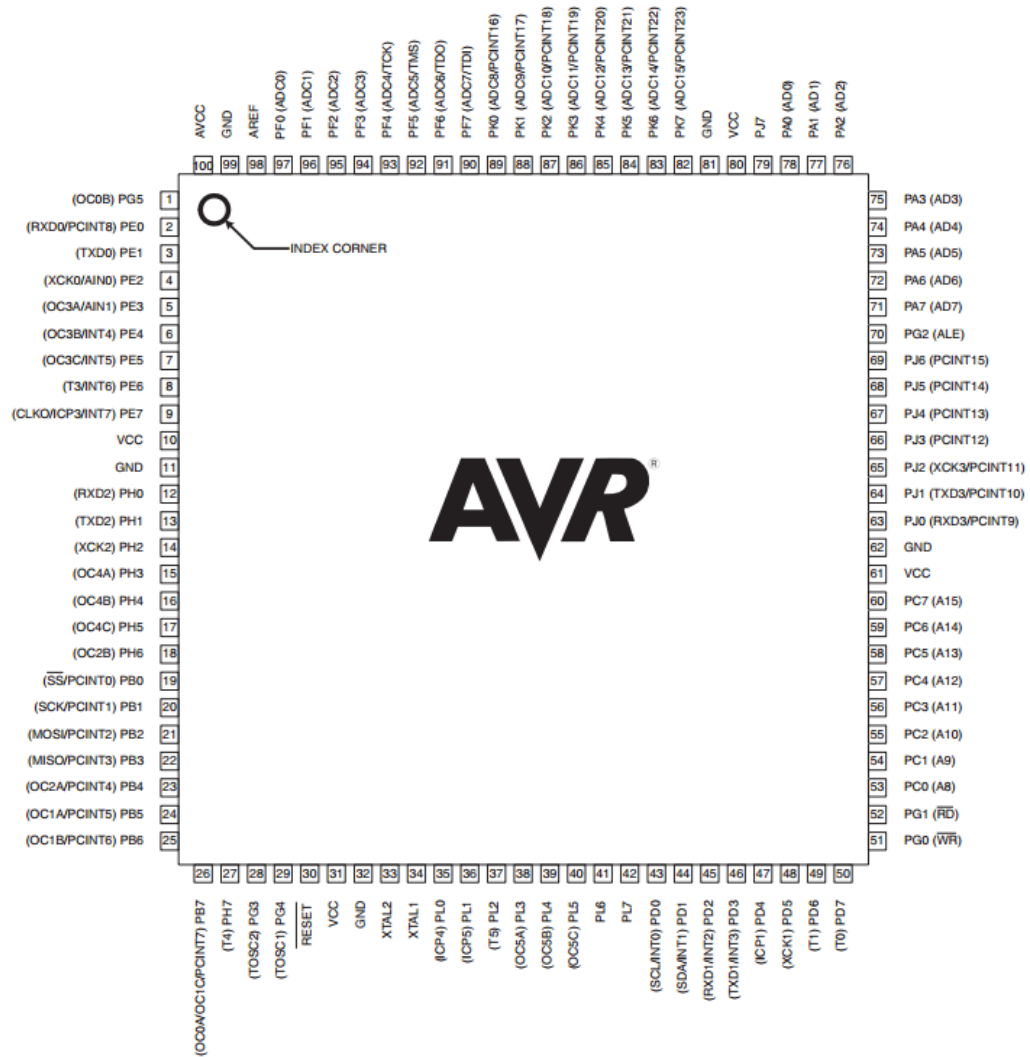 AVCC
GND
AREF
PF0 (ADC0)
PF1 (ADC1)
PF2 (ADC2)
PF3 (ADC3)
PF4 (ADC4/TCK)
PF5 (ADC5/TMS)
PF6 (ADC6/TDO)
PF7 (ADC7/TDI)
PK0 (ADC8/PCINT16)
PK1 (ADC9/PCINT17)
PK2 (ADC10/PCINT18)
PK3 (ADC11/PCINT19)
PK4 (ADC12/PCINT20)
PK5 (ADC13/PCINT21)
PK6 (ADC14/PCINT22)
PK7 (ADC15/PCINT23)
GND
VCC
PJ7
PA0 (AD0)
PA1 (AD1)
PA2 (AD2)
100 99 98 97 96 95 94 93 92 91 90 89 88 87 86 85 84 83 82 81 80 79 78 77 76
(OC0B) PG5 1
(RXD0/PCINT8) PE0 2
(TXD0) PE1 3
(XCK0/AIN0) PE2 4
(OC3A/AIN1) PE3 5
(OC3B/INT4) PE4 6
(OC3C/INT5) PE5 7
(T3/INT6) PE6 8
(CLKO/ICP3/INT7) PE7 9
VCC 10
GND 11
(RXD2) PH0 12
(TXD2) PH1 13
(XCK2) PH2 14
(OC4A) PH3 15
(OC4B) PH4 16
(OC4C) PH5 17
(OC2B) PH6 18
(SS/PCINT0) PB0 19
(SCK/PCINT1) PB1 20
(MOSI/PCINT2) PB2 21
(MISO/PCINT3) PB3 22
(OC2A/PCINT4) PB4 23
(OC1A/PCINT5) PB5 24
(OC1B/PCINT6) PB6 25
INDEX CORNER
AVR®
75 PA3 (AD3)
74 PA4 (AD4)
73 PA5 (AD5)
72 PA6 (AD6)
71 PA7 (AD7)
70 PG2 (ALE)
69 PJ6 (PCINT15)
68 PJ5 (PCINT14)
67 PJ4 (PCINT13)
66 PJ3 (PCINT12)
65 PJ2 (XCK3/PCINT11)
64 PJ1 (TXD3/PCINT10)
63 PJ0 (RXD3/PCINT9)
62 GND
61 VCC
60 PC7 (A15)
59 PC6 (A14)
58 PC5 (A13)
57 PC4 (A12)
56 PC3 (A11)
55 PC2 (A10)
54 PC1 (A9)
53 PC0 (A8)
52 PG1 (RD)
51 PG0 (WR)
26 27 28 29 30 31 32 33 34 35 36 37 38 39 40 41 42 43 44 45 46 47 48 49 50
(OC0A/OC1C/PCINT7) PB7
(T4) PH7
(TOSC2) PG3
(TOSC1) PG4
RESET
VCC
GND
XTAL2
XTAL1
(ICP4) PL0
(ICP5) PL1
(T5) PL2
(OC5A) PL3
(OC5B) PL4
(OC5C) PL5
PL6
PL7
(SCL/INT0) PD0
(SDA/INT1) PD1
(RXD1/INT2) PD2
(TXD1/INT3) PD3
(ICP1) PD4
(XCK1) PD5
(T1) PD6
(T0) PD7